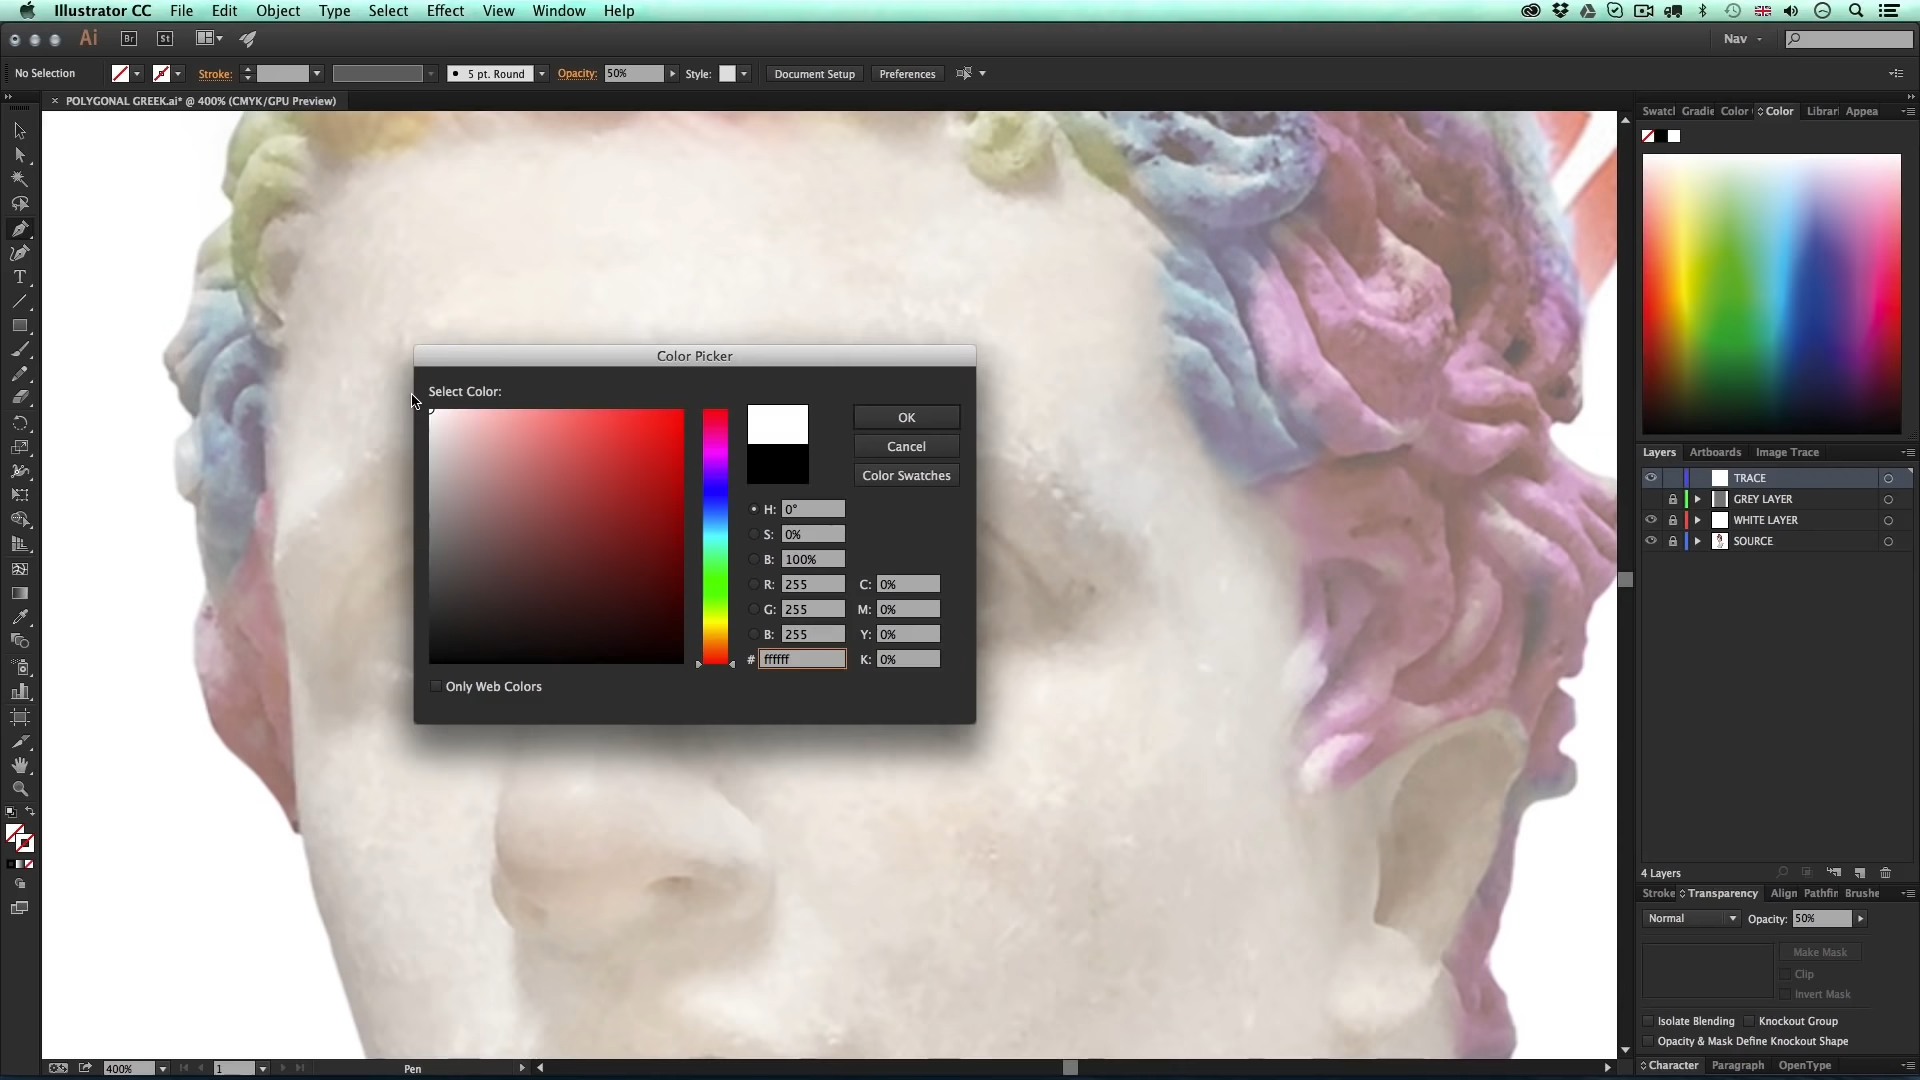 Illustrator CC File Edit Object Type Select Effect View Window Help
Ai Br St Nav
No Selection Stroke: 5 pt. Round Opacity: 50% Style: Document Setup Preferences
× POLYGONAL GREEK.ai* @ 400% (CMYK/GPU Preview)
Swatcl Gradie Color Color Librar Appea
Color Picker
Select Color:
OK
Cancel
Color Swatches
H: 0°
S: 0%
B: 100%
R: 255 C: 0%
G: 255 M: 0%
B: 255 Y: 0%
# ffffff K: 0%
Only Web Colors
Layers Artboards Image Trace
TRACE
GREY LAYER
WHITE LAYER
SOURCE
4 Layers
Stroke Transparency Align Pathfin Brushe
Normal Opacity: 50%
Make Mask
Clip
Invert Mask
Isolate Blending Knockout Group
Opacity & Mask Define Knockout Shape
Character Paragraph OpenType
400% 1 Pen